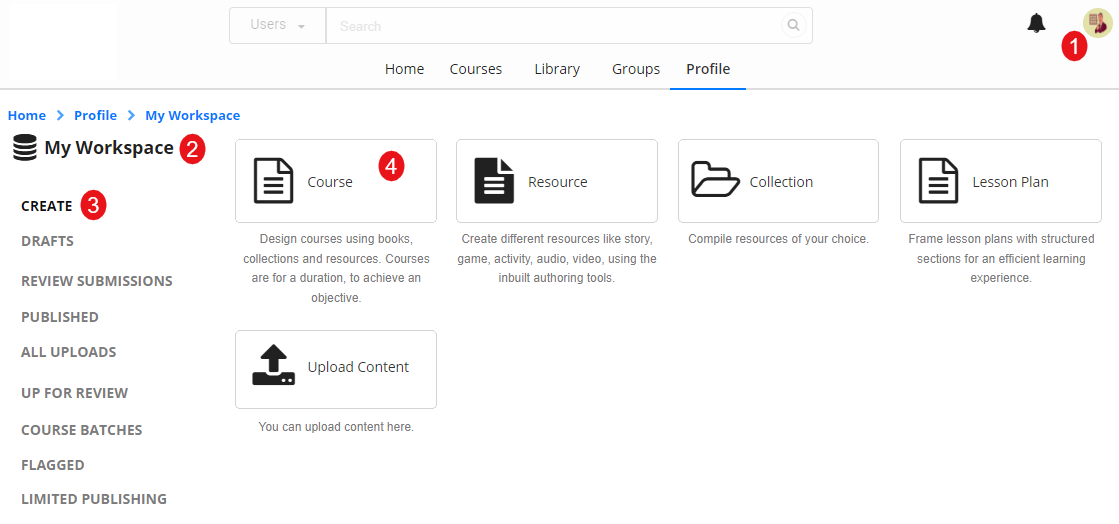 Users
Search
1
Home
Courses
Library
Groups
Profile
Home
Profile
My Workspace
My Workspace
2
CREATE
3
DRAFTS
REVIEW SUBMISSIONS
PUBLISHED
ALL UPLOADS
UP FOR REVIEW
COURSE BATCHES
FLAGGED
LIMITED PUBLISHING
Course
4
Design courses using books,
collections and resources. Courses
are for a duration, to achieve an
objective.
Resource
Create different resources like story,
game, activity, audio, video, using the
inbuilt authoring tools.
Collection
Compile resources of your choice.
Lesson Plan
Frame lesson plans with structured
sections for an efficient learning
experience.
Upload Content
You can upload content here.